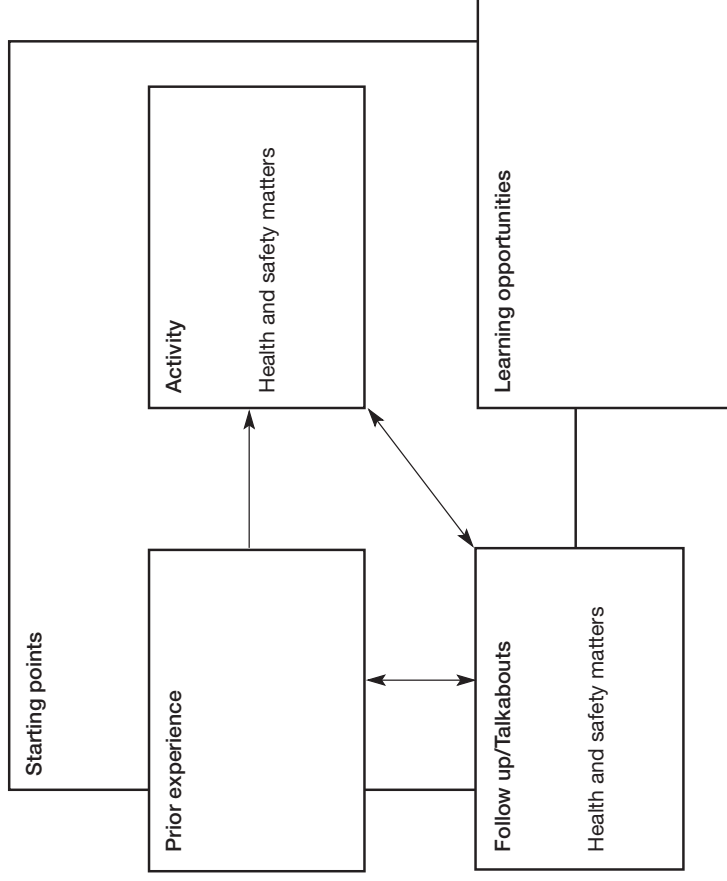 Starting points
Prior experience
Activity
Health and safety matters
Follow up/Talkabouts
Health and safety matters
Learning opportunities